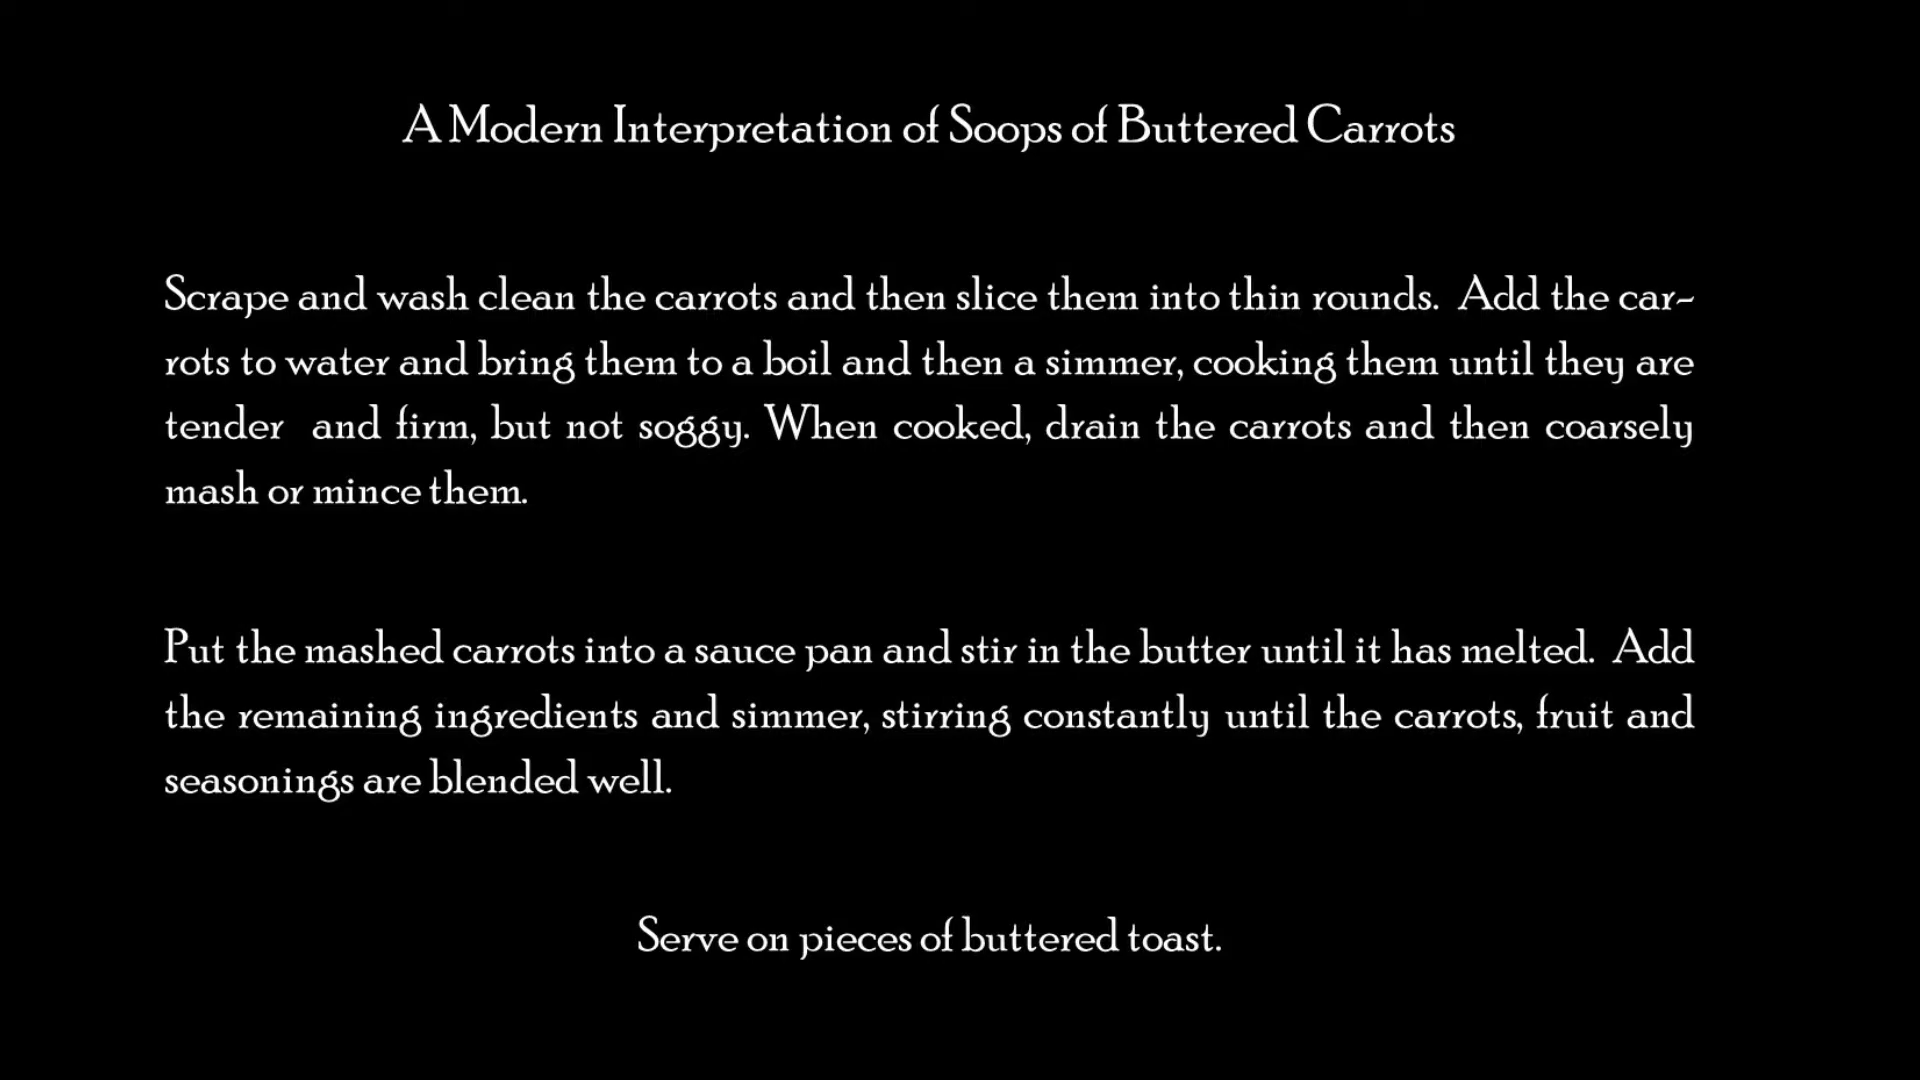 A Modern Interpretation of Soops of Buttered Carrots
Scrape and wash clean the carrots and then slice them into thin rounds. Add the car-
rots to water and bring them to a boil and then a simmer, cooking them until they are
tender and firm, but not soggy. When cooked, drain the carrots and then coarsely
mash or mince them.
Put the mashed carrots into a sauce pan and stir in the butter until it has melted. Add
the remaining ingredients and simmer, stirring constantly until the carrots, fruit and
seasonings are blended well.
Serve on pieces of buttered toast.